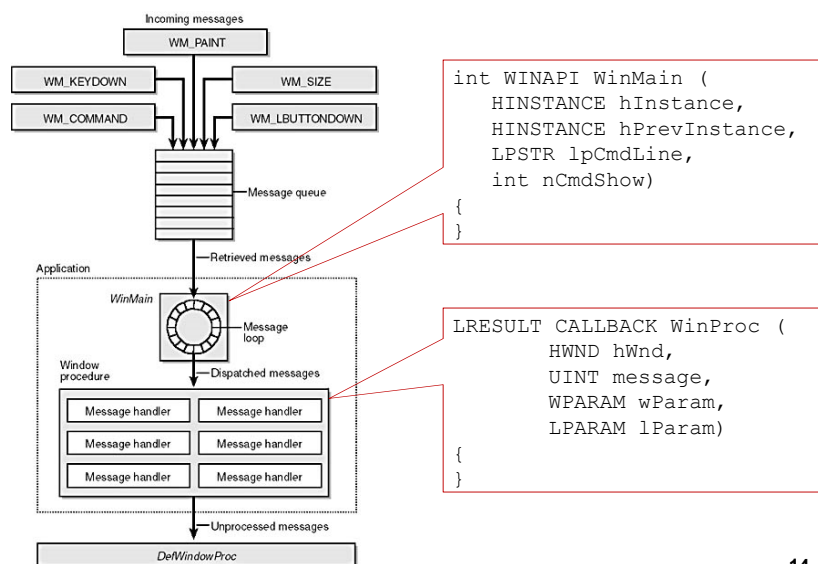 Incoming messages
WM_PAINT
WM_KEYDOWN
WM_SIZE
WM_COMMAND
WM_LBUTTONDOWN
Message queue
Retrieved messages
Application
WinMain
Message
loop
Dispatched messages
Window
procedure
Message handler
Message handler
Message handler
Message handler
Message handler
Message handler
Unprocessed messages
DefWindowProc
int WINAPI WinMain (
HINSTANCE hInstance,
HINSTANCE hPrevInstance,
LPSTR lpCmdLine,
int nCmdShow)
{
}
LRESULT CALLBACK WinProc (
HWND hWnd,
UINT message,
WPARAM wParam,
LPARAM lParam)
{
}
14